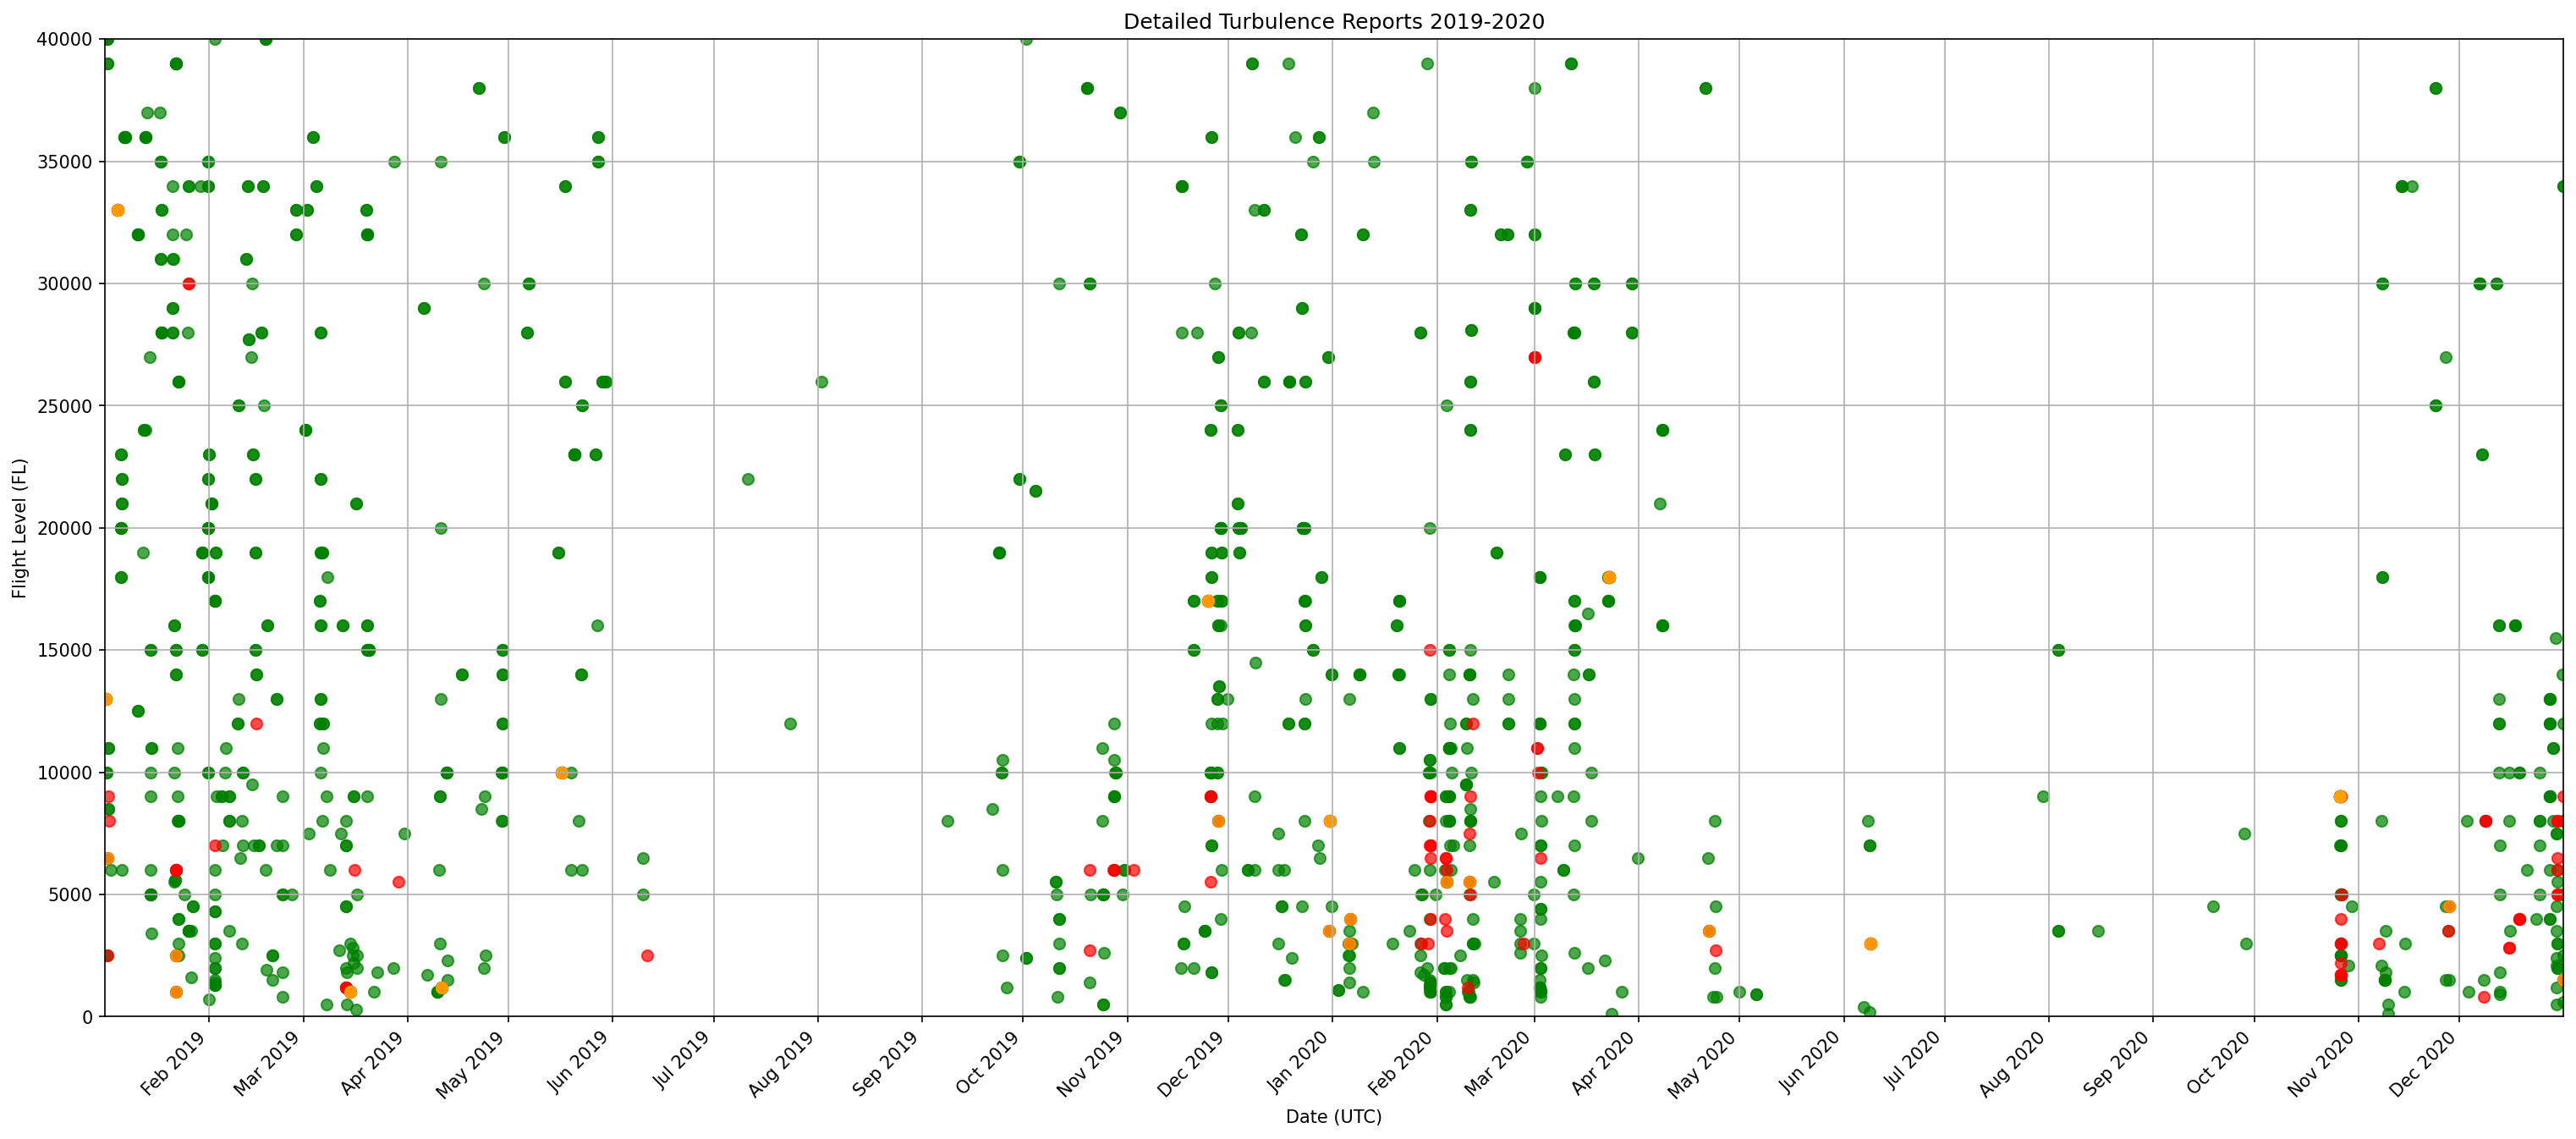 Detailed Turbulence Reports 2019-2020
Flight Level (FL)
40000
35000
30000
25000
20000
15000
10000
5000
0
Feb 2019
Mar 2019
Apr 2019
May 2019
Jun 2019
Jul 2019
Aug 2019
Sep 2019
Oct 2019
Nov 2019
Dec 2019
Jan 2020
Feb 2020
Mar 2020
Apr 2020
May 2020
Jun 2020
Jul 2020
Aug 2020
Sep 2020
Oct 2020
Nov 2020
Dec 2020
Date (UTC)